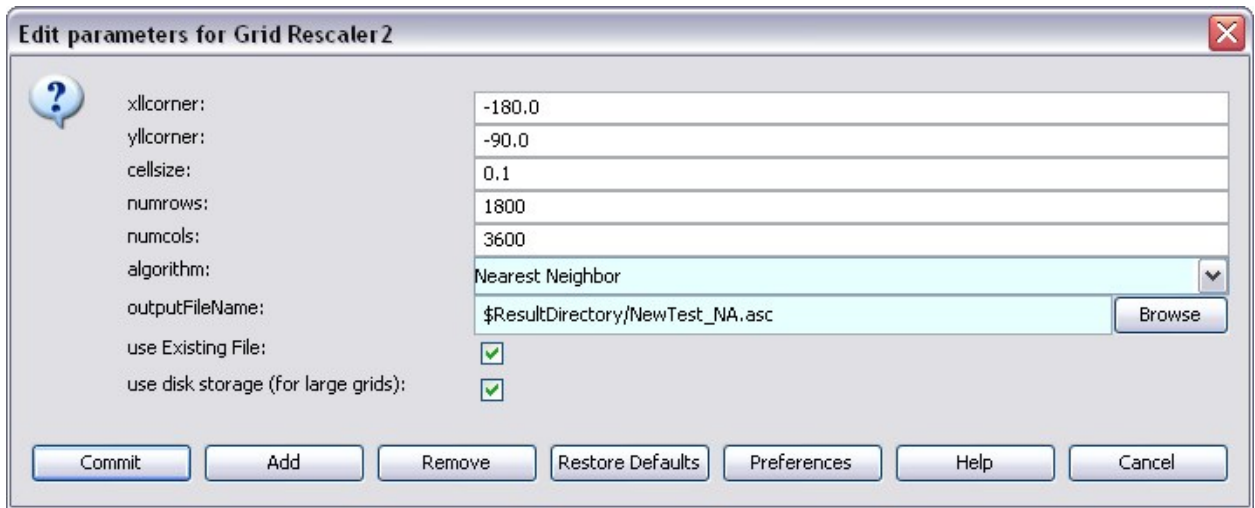 Edit parameters for Grid Rescaler2
?
xllcorner: -180.0
yllcorner: -90.0
cellsize: 0.1
numrows: 1800
numcols: 3600
algorithm: Nearest Neighbor
outputFileName: $ResultDirectory/NewTest_NA.asc Browse
use Existing File:
use disk storage (for large grids):
Commit Add Remove Restore Defaults Preferences Help Cancel